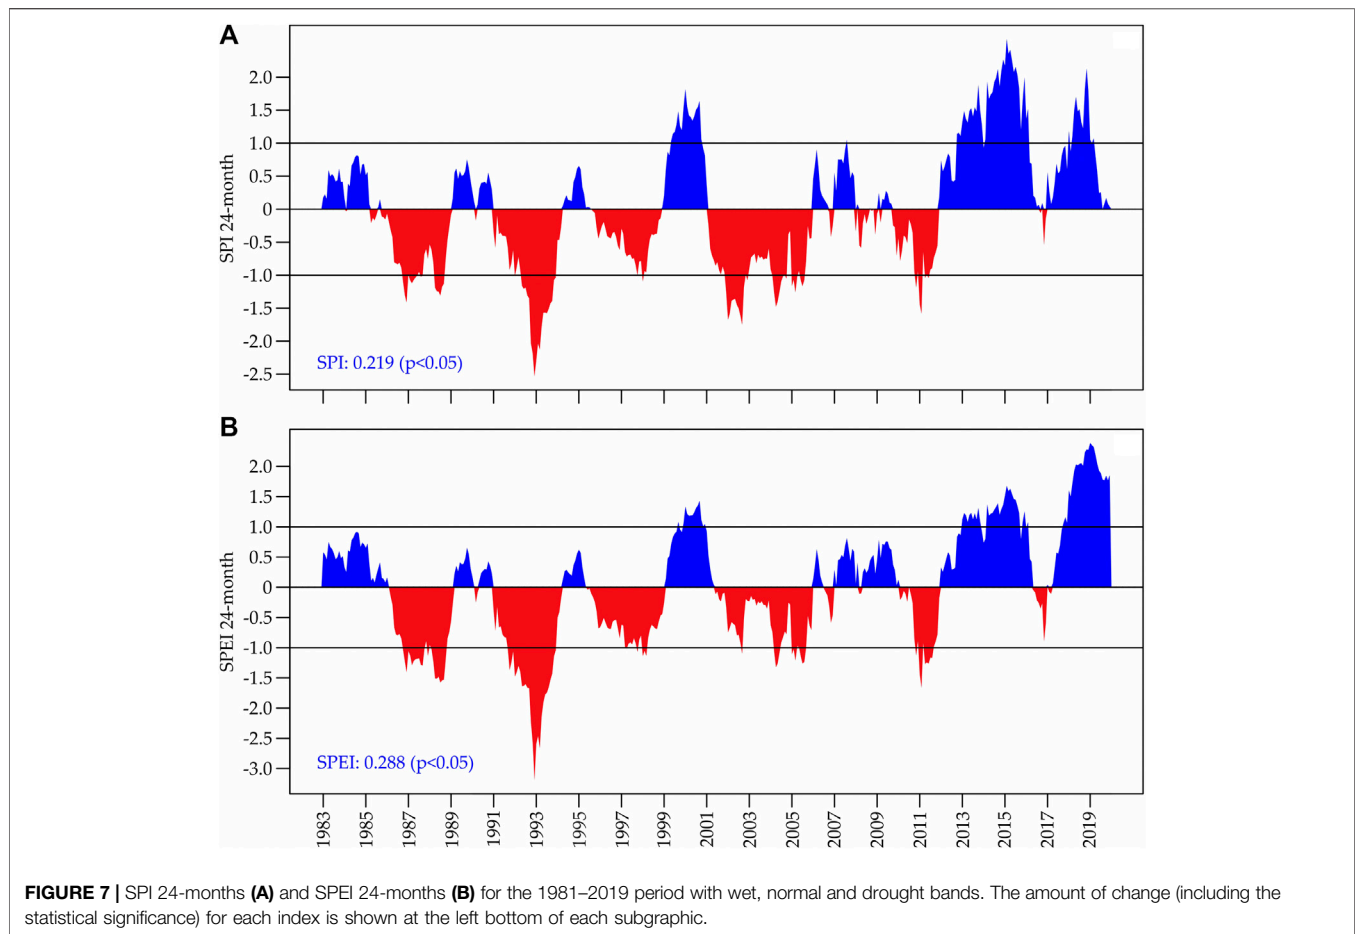 A
2.0
1.5
1.0
0.5
0
-0.5
-1.0
-1.5
-2.0
-2.5
SPI 24-month
SPI: 0.219 (p<0.05)
B
2.0
1.5
1.0
0.5
0
-0.5
-1.0
-1.5
-2.0
-2.5
-3.0
SPEI 24-month
SPEI: 0.288 (p<0.05)
1983 1985 1987 1989 1991 1993 1995 1997 1999 2001 2003 2005 2007 2009 2011 2013 2015 2017 2019
FIGURE 7 | SPI 24-months (A) and SPEI 24-months (B) for the 1981–2019 period with wet, normal and drought bands. The amount of change (including the
statistical significance) for each index is shown at the left bottom of each subgraphic.